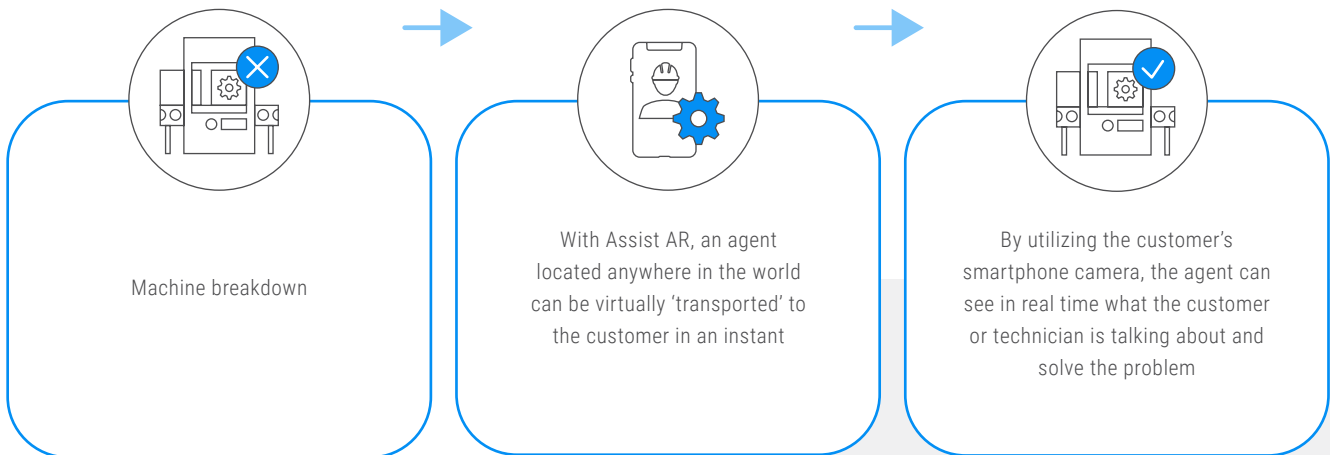 Machine breakdown
With Assist AR, an agent
located anywhere in the world
can be virtually ‘transported’ to
the customer in an instant
By utilizing the customer’s
smartphone camera, the agent can
see in real time what the customer
or technician is talking about and
solve the problem